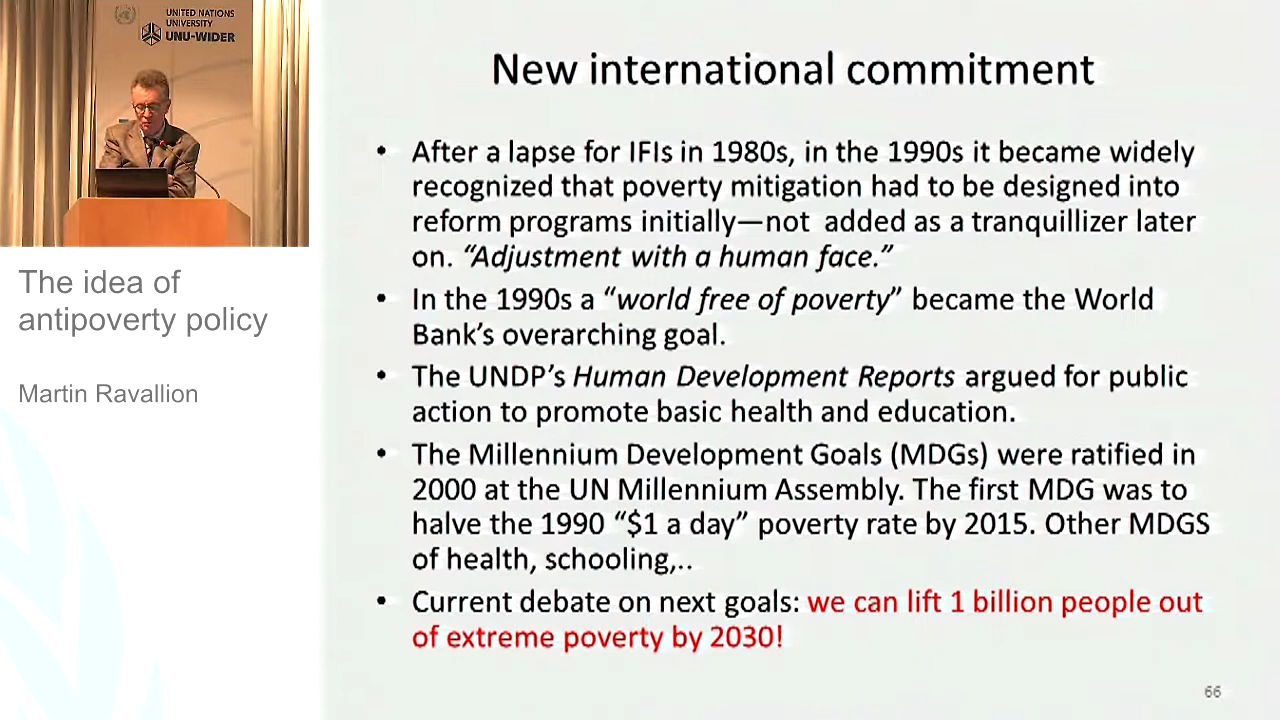 UNITED NATIONS
UNIVERSITY
UNU-WIDER
The idea of
antipoverty policy
Martin Ravallion
New international commitment
• After a lapse for IFIs in 1980s, in the 1990s it became widely
recognized that poverty mitigation had to be designed into
reform programs initially—not added as a tranquillizer later
on. “Adjustment with a human face.”
• In the 1990s a “world free of poverty” became the World
Bank’s overarching goal.
• The UNDP’s Human Development Reports argued for public
action to promote basic health and education.
• The Millennium Development Goals (MDGs) were ratified in
2000 at the UN Millennium Assembly. The first MDG was to
halve the 1990 “$1 a day” poverty rate by 2015. Other MDGS
of health, schooling,..
• Current debate on next goals: we can lift 1 billion people out
of extreme poverty by 2030!
66